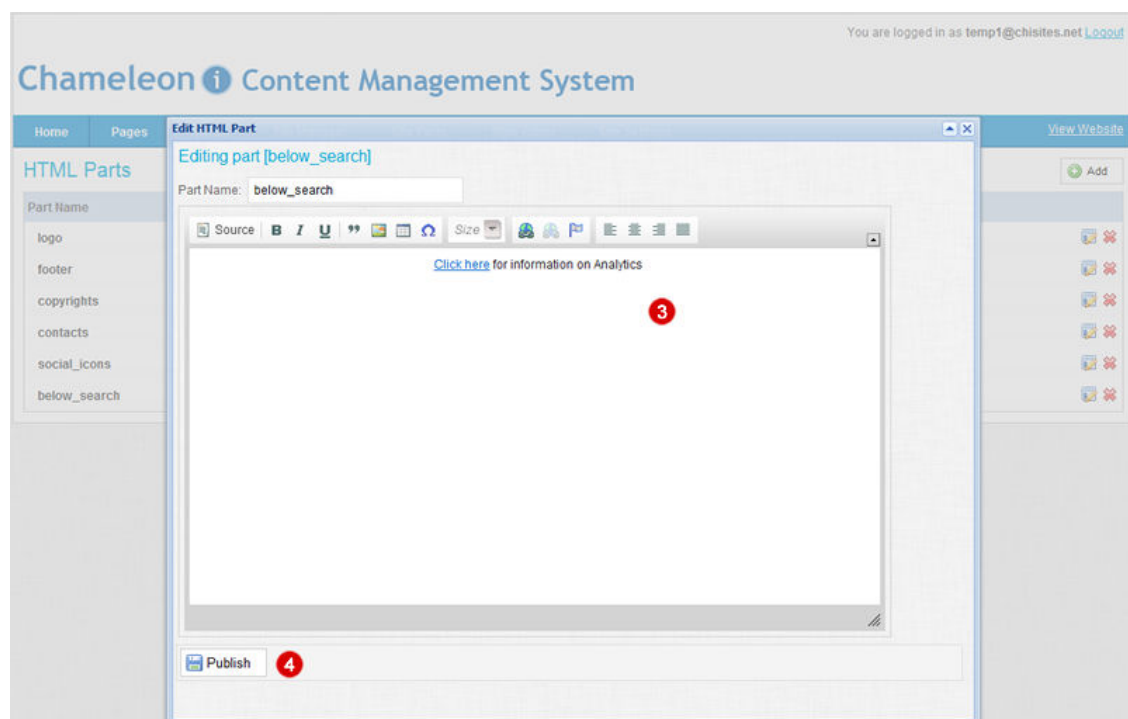 You are logged in as temp1@chisites.net Logout
Chameleon i Content Management System
Home Pages View Website
Edit HTML Part
HTML Parts
Editing part [below_search]
Add
Part Name: below_search
Part Name
Source B I U Ω Size
logo
Click here for information on Analytics
footer
copyrights
3
contacts
social_icons
below_search
Publish 4